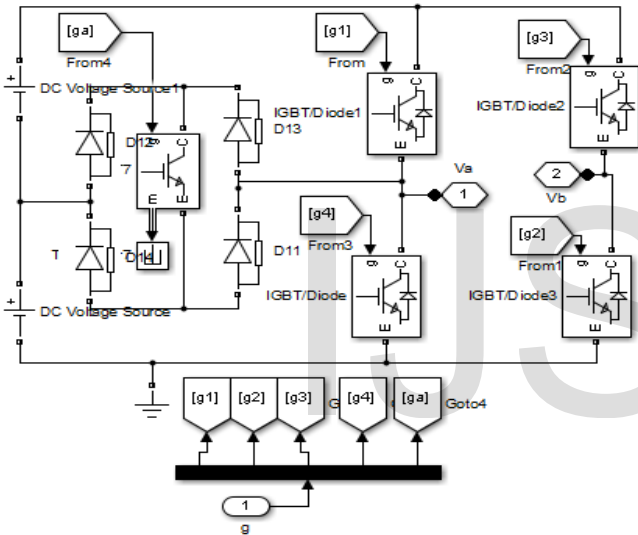 [ga]
From4
[g1]
From
[g3]
From2
DC Voltage Source1
g
C
E
m
D12
7
D13
IGBT/Diode1
g
C
E
IGBT/Diode2
g
C
E
Va
1
2
Vb
T
D14
D11
[g4]
From3
[g2]
From1
DC Voltage Source
IGBT/Diode
g
C
E
IGBT/Diode3
g
C
E
IJS
[g1]
[g2]
[g3]
[g4]
[ga]
Goto4
1
g